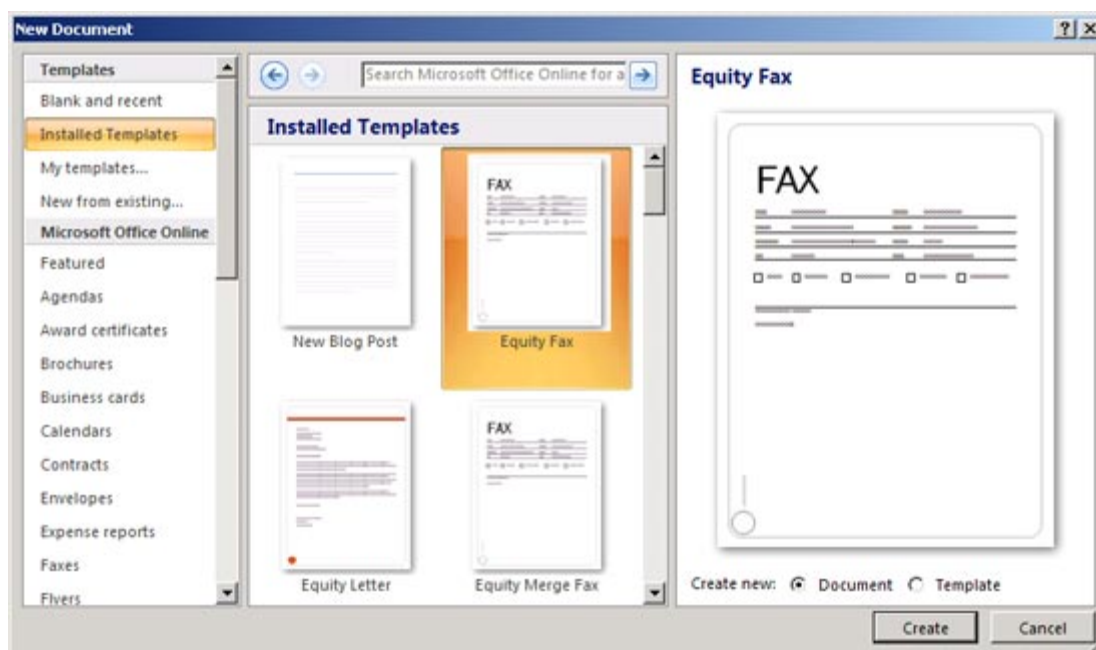 New Document
Templates
Blank and recent
Installed Templates
My templates...
New from existing...
Microsoft Office Online
Featured
Agendas
Award certificates
Brochures
Business cards
Calendars
Contracts
Envelopes
Expense reports
Faxes
Flyers
Search Microsoft Office Online for a
Installed Templates
FAX
New Blog Post
Equity Fax
FAX
Equity Letter
Equity Merge Fax
Equity Fax
FAX
Create new: Document Template
Create Cancel